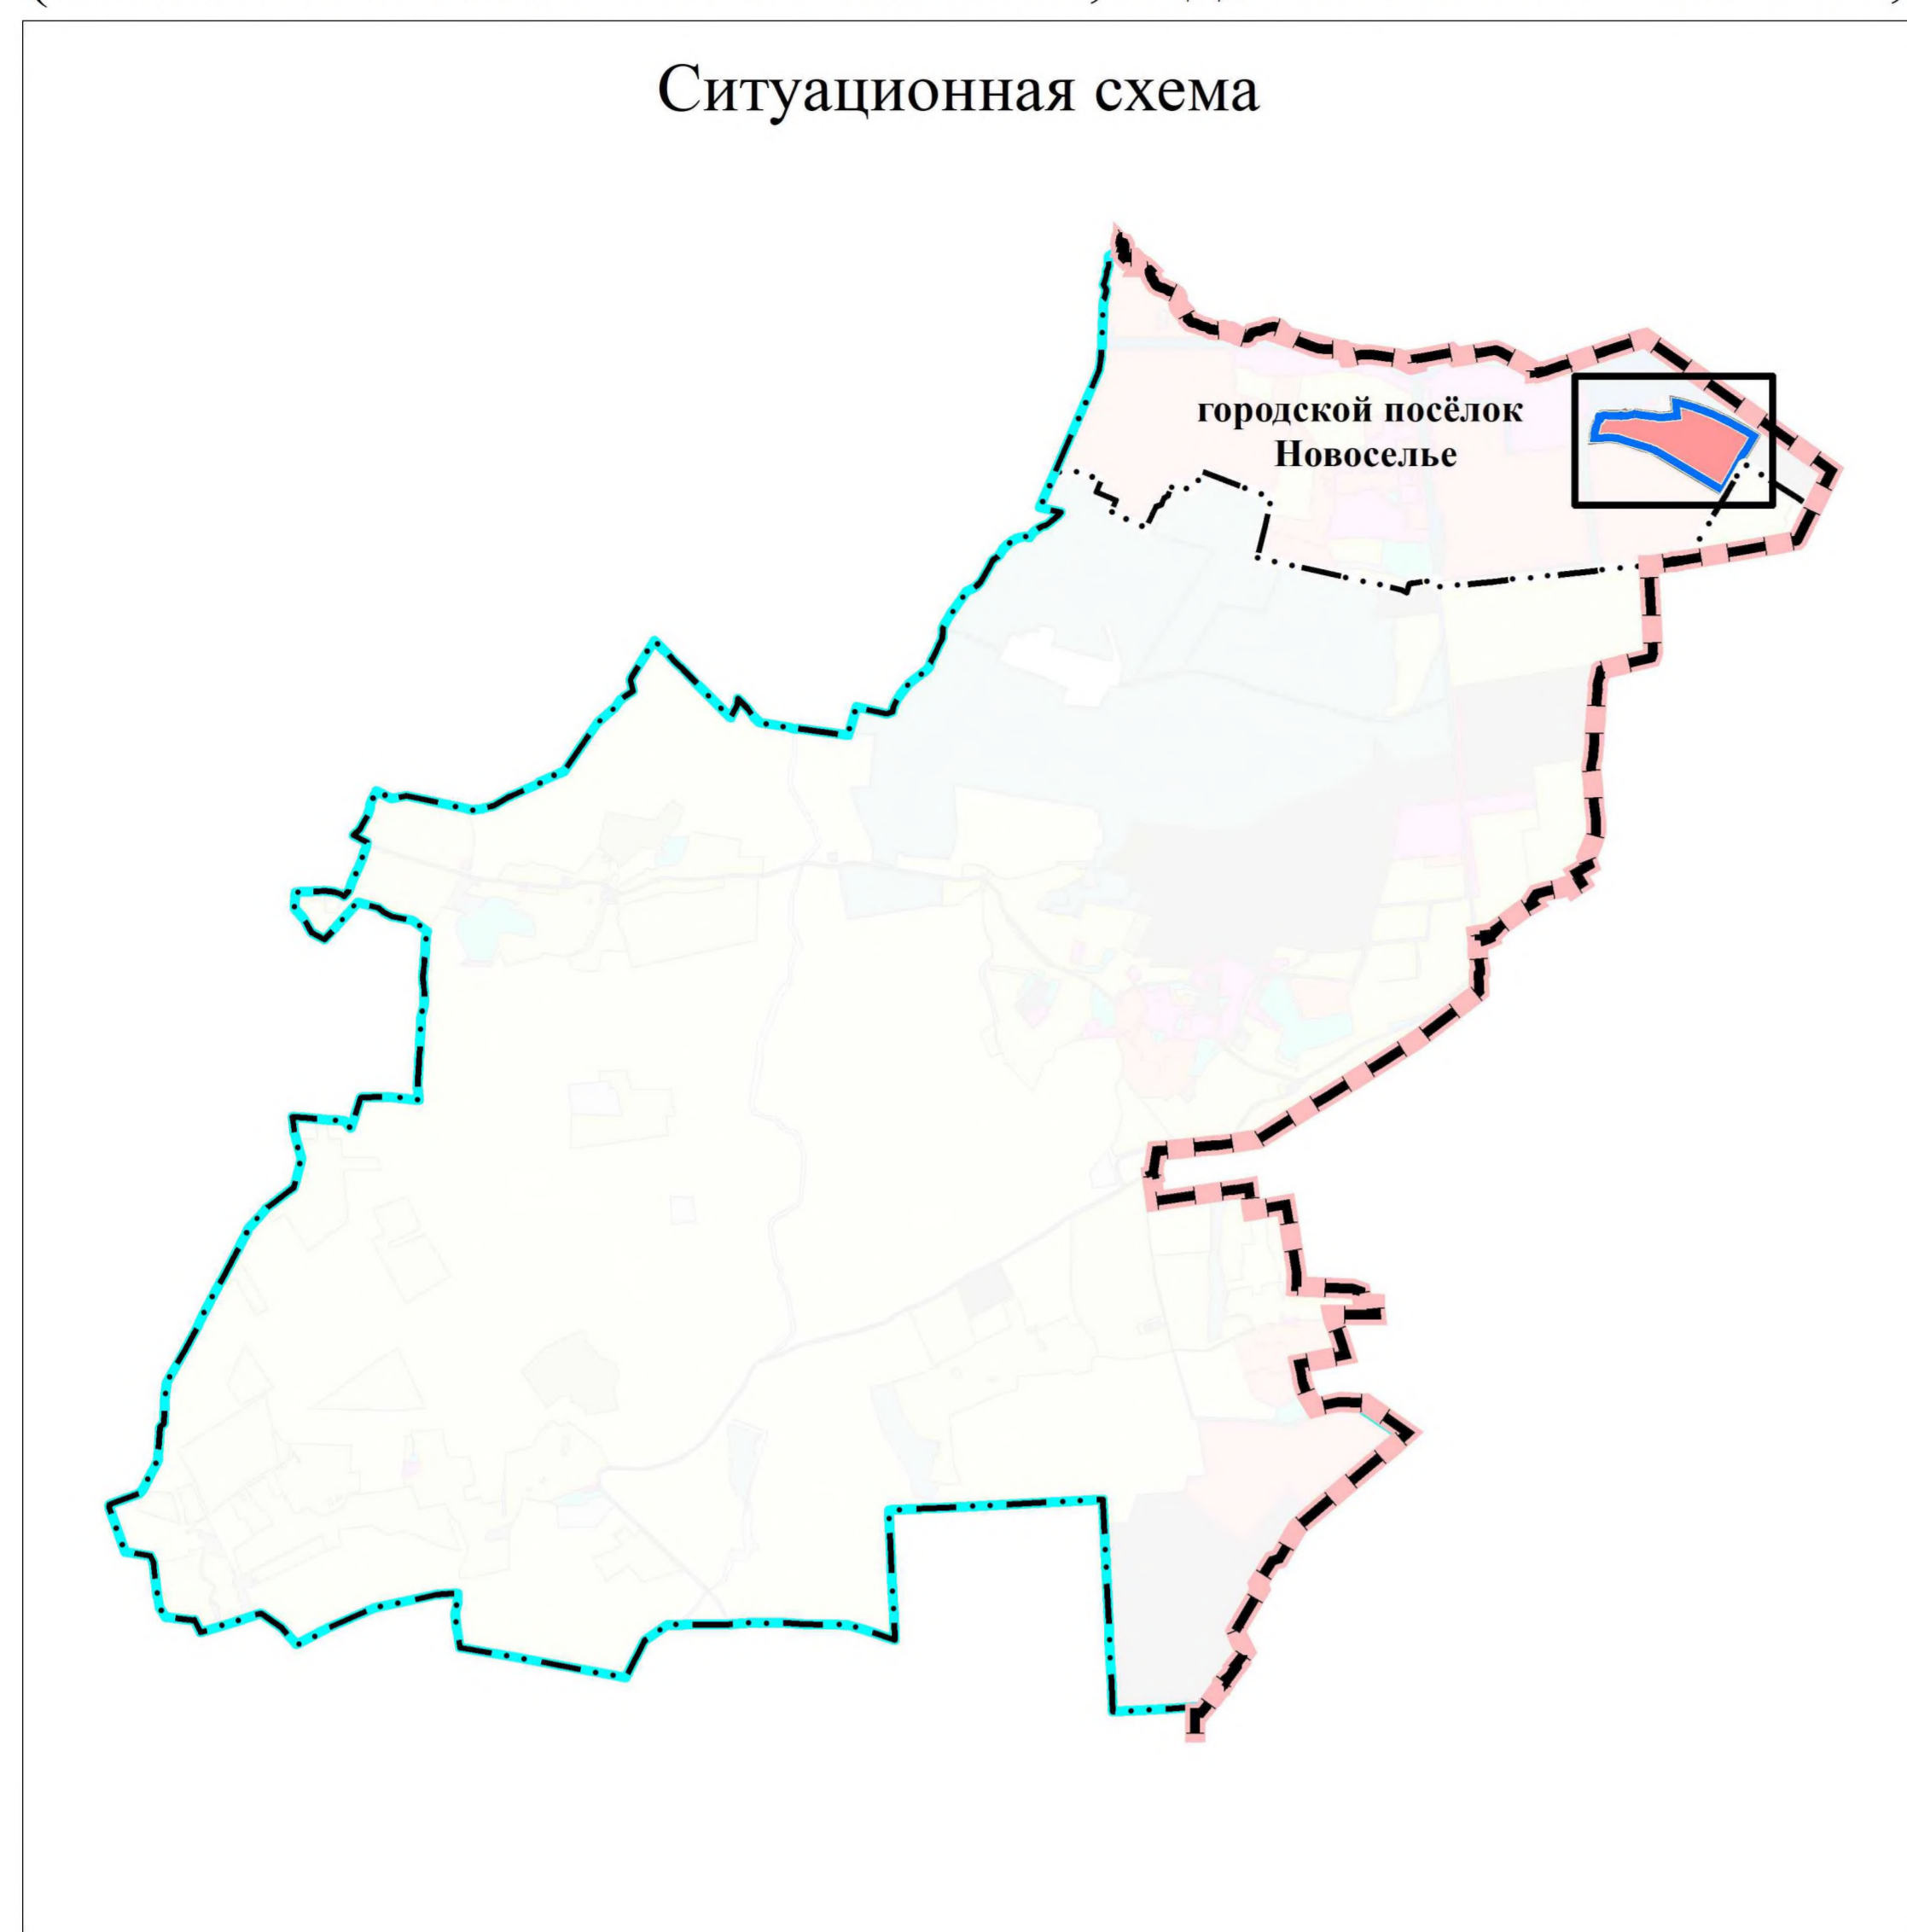 Ситуационная схема
городской посёлок
Новоселье